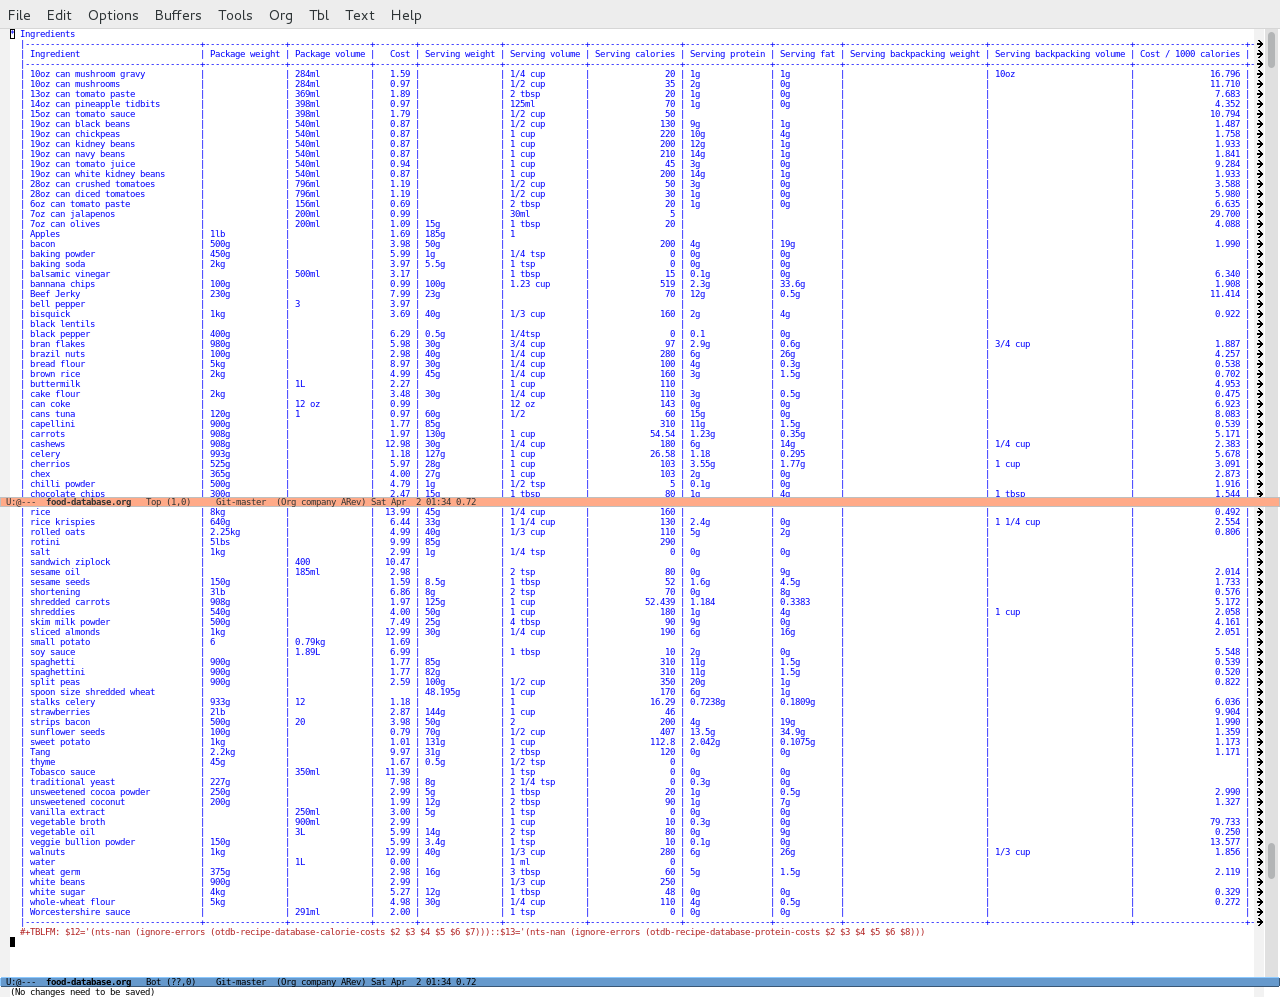 File Edit Options Buffers Tools Org Tbl Text Help
* Ingredients
|------------------------------------+----------------+----------------+--------+----------------+----------------+------------------+-----------------+-------------+----------------------------+----------------------------+----------------------+
| Ingredient | Package weight | Package volume | Cost | Serving weight | Serving volume | Serving calories | Serving protein | Serving fat | Serving backpacking weight | Serving backpacking volume | Cost / 1000 calories |
| 10oz can mushroom gravy | | 284ml | 1.59 | | 1/4 cup | 20 | 1g | 1g | | 10oz | 16.796 |
| 10oz can mushrooms | | 284ml | 0.97 | | 1/2 cup | 35 | 2g | 0g | | | 11.710 |
| 13oz can tomato paste | | 369ml | 1.89 | | 2 tbsp | 20 | 1g | 0g | | | 7.683 |
| 14oz can pineapple tidbits | | 398ml | 0.97 | | 125ml | 70 | 1g | 0g | | | 4.352 |
| 15oz can tomato sauce | | 398ml | 1.79 | | 1/2 cup | 50 | | | | | 10.794 |
| 19oz can black beans | | 540ml | 0.87 | | 1/2 cup | 130 | 9g | 1g | | | 1.487 |
| 19oz can chickpeas | | 540ml | 0.87 | | 1 cup | 220 | 10g | 4g | | | 1.758 |
| 19oz can kidney beans | | 540ml | 0.87 | | 1 cup | 200 | 12g | 1g | | | 1.933 |
| 19oz can navy beans | | 540ml | 0.87 | | 1 cup | 210 | 14g | 1g | | | 1.841 |
| 19oz can tomato juice | | 540ml | 0.94 | | 1 cup | 45 | 3g | 0g | | | 9.284 |
| 19oz can white kidney beans | | 540ml | 0.87 | | 1 cup | 200 | 14g | 1g | | | 1.933 |
| 28oz can crushed tomatoes | | 796ml | 1.19 | | 1/2 cup | 50 | 3g | 0g | | | 3.588 |
| 28oz can diced tomatoes | | 796ml | 1.19 | | 1/2 cup | 30 | 1g | 0g | | | 5.980 |
| 6oz can tomato paste | | 156ml | 0.69 | | 2 tbsp | 20 | 1g | 0g | | | 6.635 |
| 7oz can jalapenos | | 200ml | 0.99 | | 30ml | 5 | | | | | 29.700 |
| 7oz can olives | | 200ml | 1.09 | 15g | 1 tbsp | 20 | | | | | 4.088 |
| Apples | 1lb | | 1.69 | 185g | 1 | | | | | | |
| bacon | 500g | | 3.98 | 50g | | 200 | 4g | 19g | | | 1.990 |
| baking powder | 450g | | 5.99 | 1g | 1/4 tsp | 0 | 0g | 0g | | | |
| baking soda | 2kg | | 3.97 | 5.5g | 1 tsp | 0 | 0g | 0g | | | |
| balsamic vinegar | | 500ml | 3.17 | | 1 tbsp | 15 | 0.1g | 0g | | | 6.340 |
| bannana chips | 100g | | 0.99 | 100g | 1.23 cup | 519 | 2.3g | 33.6g | | | 1.908 |
| Beef Jerky | 230g | | 7.99 | 23g | | 70 | 12g | 0.5g | | | 11.414 |
| bell pepper | | 3 | 3.97 | | | | | | | | |
| bisquick | 1kg | | 3.69 | 40g | 1/3 cup | 160 | 2g | 4g | | | 0.922 |
| black lentils | | | | | | | | | | | |
| black pepper | 400g | | 6.29 | 0.5g | 1/4tsp | 0 | 0.1 | 0g | | | |
| bran flakes | 980g | | 5.98 | 30g | 3/4 cup | 97 | 2.9g | 0.6g | | 3/4 cup | 1.887 |
| brazil nuts | 100g | | 2.98 | 40g | 1/4 cup | 280 | 6g | 26g | | | 4.257 |
| bread flour | 5kg | | 8.97 | 30g | 1/4 cup | 100 | 4g | 0.3g | | | 0.538 |
| brown rice | 2kg | | 4.99 | 45g | 1/4 cup | 160 | 3g | 1.5g | | | 0.702 |
| buttermilk | | 1L | 2.27 | | 1 cup | 110 | | | | | 4.953 |
| cake flour | 2kg | | 3.48 | 30g | 1/4 cup | 110 | 3g | 0.5g | | | 0.475 |
| can coke | | 12 oz | 0.99 | | 12 oz | 143 | 0g | 0g | | | 6.923 |
| cans tuna | 120g | 1 | 0.97 | 60g | 1/2 | 60 | 15g | 0g | | | 8.083 |
| capellini | 900g | | 1.77 | 85g | | 310 | 11g | 1.5g | | | 0.539 |
| carrots | 908g | | 1.97 | 130g | 1 cup | 54.54 | 1.23g | 0.35g | | | 5.171 |
| cashews | 908g | | 12.98 | 30g | 1/4 cup | 180 | 6g | 14g | | 1/4 cup | 2.383 |
| celery | 993g | | 1.18 | 127g | 1 cup | 26.58 | 1.18 | 0.295 | | | 5.678 |
| cherrios | 525g | | 5.97 | 28g | 1 cup | 103 | 3.55g | 1.77g | | 1 cup | 3.091 |
| chex | 365g | | 4.00 | 27g | 1 cup | 103 | 2g | 0g | | | 2.873 |
| chilli powder | 500g | | 4.79 | 1g | 1/2 tsp | 5 | 0.1g | 0g | | | 1.916 |
| chocolate chips | 300g | | 2.47 | 15g | 1 tbsp | 80 | 1g | 4g | | 1 tbsp | 1.544 |
U:@--- food-database.org Top (1,0) Git-master (Org company ARev) Sat Apr 2 01:34 0.72
| rice | 8kg | | 13.99 | 45g | 1/4 cup | 160 | | | | | 0.492 |
| rice krispies | 640g | | 6.44 | 33g | 1 1/4 cup | 130 | 2.4g | 0g | | 1 1/4 cup | 2.554 |
| rolled oats | 2.25kg | | 4.99 | 40g | 1/3 cup | 110 | 5g | 2g | | | 0.806 |
| rotini | 5lbs | | 9.99 | 85g | | 290 | | | | | |
| salt | 1kg | | 2.99 | 1g | 1/4 tsp | 0 | 0g | 0g | | | |
| sandwich ziplock | | 400 | 10.47 | | | | | | | | |
| sesame oil | | 185ml | 2.98 | | 2 tsp | 80 | 0g | 9g | | | 2.014 |
| sesame seeds | 150g | | 1.59 | 8.5g | 1 tbsp | 52 | 1.6g | 4.5g | | | 1.733 |
| shortening | 3lb | | 6.86 | 8g | 2 tsp | 70 | 0g | 8g | | | 0.576 |
| shredded carrots | 908g | | 1.97 | 125g | 1 cup | 52.439 | 1.184 | 0.3383 | | | 5.172 |
| shreddies | 540g | | 4.00 | 50g | 1 cup | 180 | 1g | 4g | | 1 cup | 2.058 |
| skim milk powder | 500g | | 7.49 | 25g | 4 tbsp | 90 | 9g | 0g | | | 4.161 |
| sliced almonds | 1kg | | 12.99 | 30g | 1/4 cup | 190 | 6g | 16g | | | 2.051 |
| small potato | 6 | 0.79kg | 1.69 | | | | | | | | |
| soy sauce | | 1.89L | 6.99 | | 1 tbsp | 10 | 2g | 0g | | | 5.548 |
| spaghetti | 900g | | 1.77 | 85g | | 310 | 11g | 1.5g | | | 0.539 |
| spaghettini | 900g | | 1.77 | 82g | | 310 | 11g | 1.5g | | | 0.520 |
| split peas | 900g | | 2.59 | 100g | 1/2 cup | 350 | 20g | 1g | | | 0.822 |
| spoon size shredded wheat | | | | 48.195g | 1 cup | 170 | 6g | 1g | | | |
| stalks celery | 933g | 12 | 1.18 | | 1 | 16.29 | 0.7238g | 0.1809g | | | 6.036 |
| strawberries | 2lb | | 2.87 | 144g | 1 cup | 46 | | | | | 9.904 |
| strips bacon | 500g | 20 | 3.98 | 50g | 2 | 200 | 4g | 19g | | | 1.990 |
| sunflower seeds | 100g | | 0.79 | 70g | 1/2 cup | 407 | 13.5g | 34.9g | | | 1.359 |
| sweet potato | 1kg | | 1.01 | 131g | 1 cup | 112.8 | 2.042g | 0.1075g | | | 1.173 |
| Tang | 2.2kg | | 9.97 | 31g | 2 tbsp | 120 | 0g | 0g | | | 1.171 |
| thyme | 45g | | 1.67 | 0.5g | 1/2 tsp | 0 | | | | | |
| Tobasco sauce | | 350ml | 11.39 | | 1 tsp | 0 | 0g | 0g | | | |
| traditional yeast | 227g | | 7.98 | 8g | 2 1/4 tsp | 0 | 0.3g | 0g | | | |
| unsweetened cocoa powder | 250g | | 2.99 | 5g | 1 tbsp | 20 | 1g | 0.5g | | | 2.990 |
| unsweetened coconut | 200g | | 1.99 | 12g | 2 tbsp | 90 | 1g | 7g | | | 1.327 |
| vanilla extract | | 250ml | 3.00 | 5g | 1 tsp | 0 | 0g | 0g | | | |
| vegetable broth | | 900ml | 2.99 | | 1 cup | 10 | 0.3g | 0g | | | 79.733 |
| vegetable oil | | 3L | 5.99 | 14g | 2 tsp | 80 | 0g | 9g | | | 0.250 |
| veggie bullion powder | 150g | | 5.99 | 3.4g | 1 tsp | 10 | 0.1g | 0g | | | 13.577 |
| walnuts | 1kg | | 12.99 | 40g | 1/3 cup | 280 | 6g | 26g | | 1/3 cup | 1.856 |
| water | | 1L | 0.00 | | 1 ml | 0 | | | | | |
| wheat germ | 375g | | 2.98 | 16g | 3 tbsp | 60 | 5g | 1.5g | | | 2.119 |
| white beans | 900g | | 2.99 | | 1/3 cup | 250 | | | | | |
| white sugar | 4kg | | 5.27 | 12g | 1 tbsp | 48 | 0g | 0g | | | 0.329 |
| whole-wheat flour | 5kg | | 4.98 | 30g | 1/4 cup | 110 | 4g | 0.5g | | | 0.272 |
| Worcestershire sauce | | 291ml | 2.00 | | 1 tsp | 0 | 0g | 0g | | | |
#+TBLFM: $12='(nts-nan (ignore-errors (otdb-recipe-database-calorie-costs $2 $3 $4 $5 $6 $7)))::$13='(nts-nan (ignore-errors (otdb-recipe-database-protein-costs $2 $3 $4 $5 $6 $8)))
U:@--- food-database.org Bot (??,0) Git-master (Org company ARev) Sat Apr 2 01:34 0.72
(No changes need to be saved)